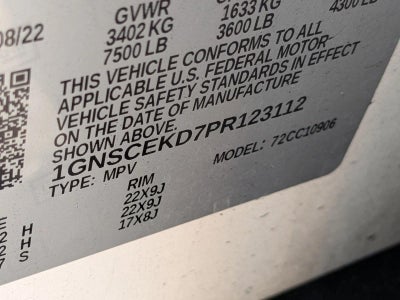 08/22
GVWR
3402 KG
7500 LB
1633 KG
3600 LB
4300 LB
THIS VEHICLE CONFORMS TO ALL
APPLICABLE U.S. FEDERAL MOTOR-
VEHICLE SAFETY STANDARDS IN EFFECT
ON THE DATE OF MANUFACTURE
SHOWN ABOVE.
1GNSCEKD7PR123112
TYPE: MPV
MODEL: 72CC10906
RIM
22X9J
22X9J
17X8J
H
H
S